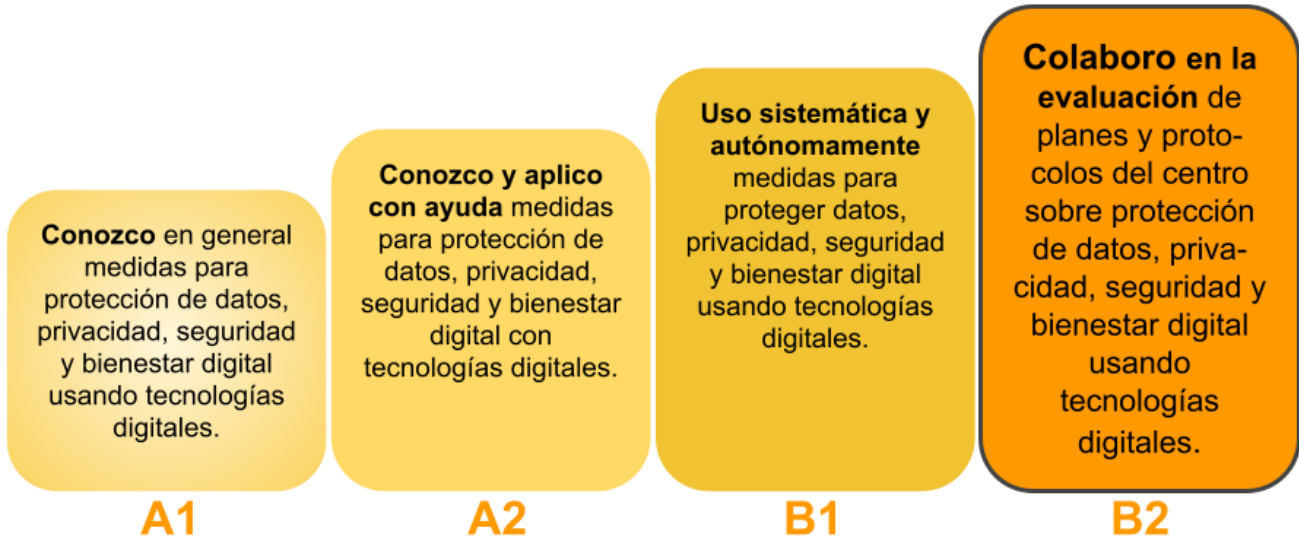 Conozco en general
medidas para
protección de datos,
privacidad, seguridad
y bienestar digital
usando tecnologías
digitales.
A1
Conozco y aplico
con ayuda medidas
para protección de
datos, privacidad,
seguridad y bienestar
digital con
tecnologías digitales.
A2
Uso sistemática y
autónomamente
medidas para
proteger datos,
privacidad, seguridad
y bienestar digital
usando tecnologías
digitales.
B1
Colaboro en la
evaluación de
planes y proto-
colos del centro
sobre protección
de datos, priva-
cidad, seguridad y
bienestar digital
usando
tecnologías
digitales.
B2